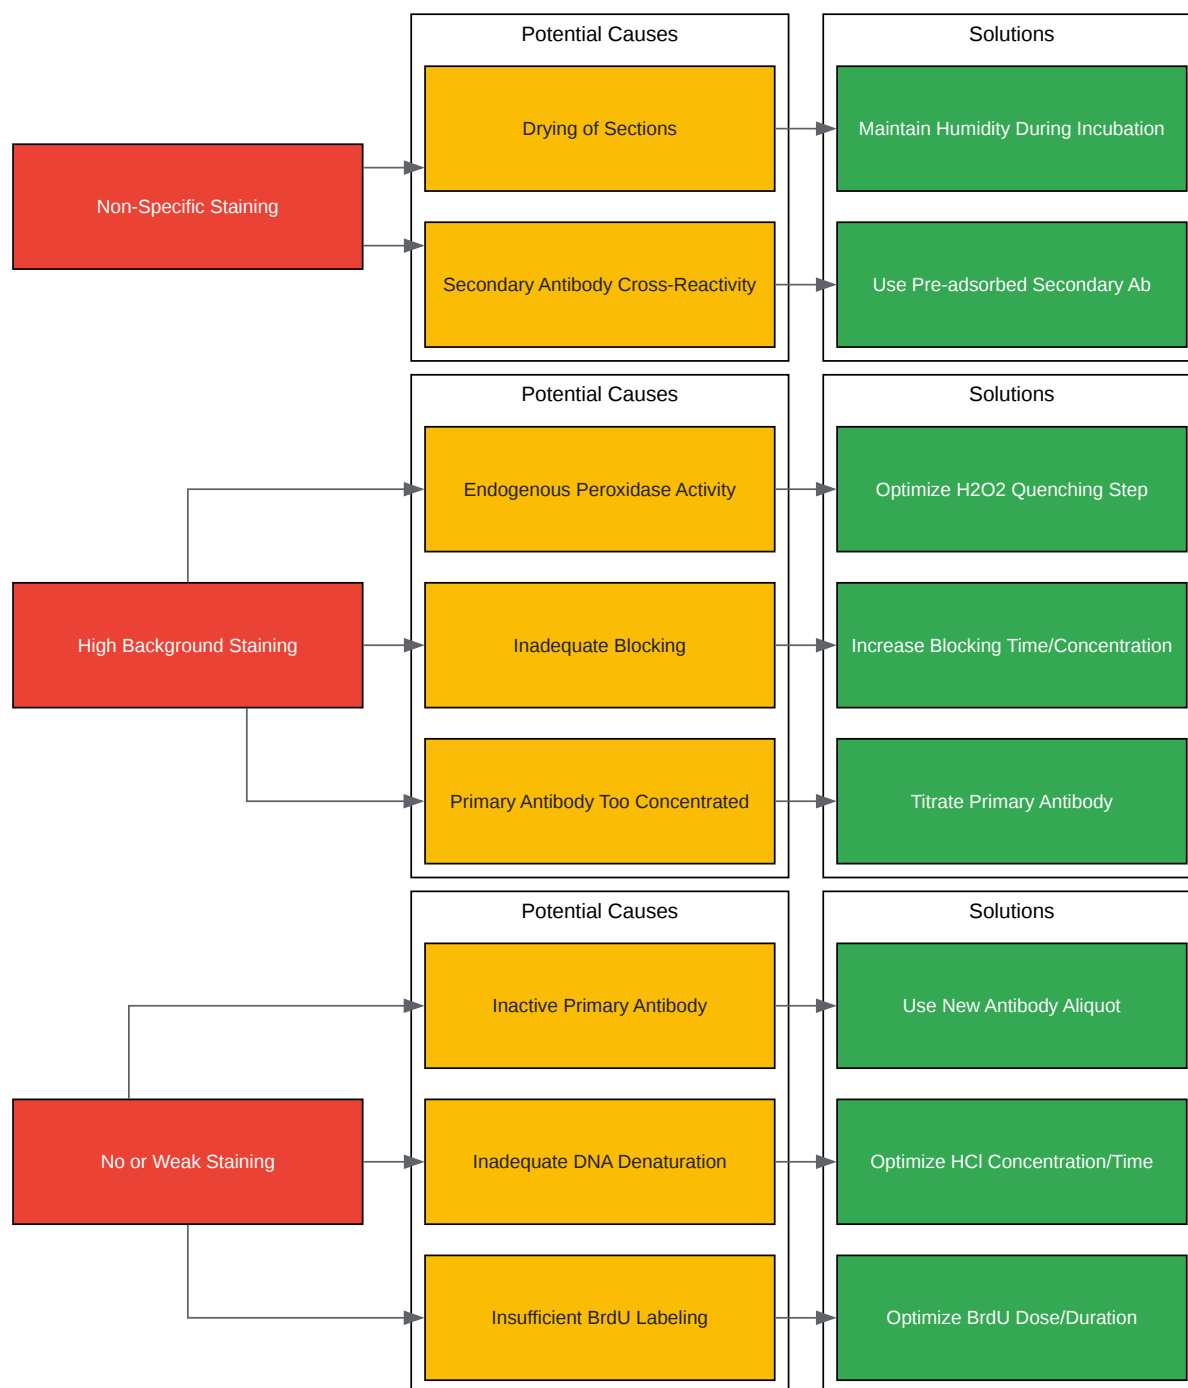 Potential Causes
Solutions
Drying of Sections
Maintain Humidity During Incubation
Non-Specific Staining
Secondary Antibody Cross-Reactivity
Use Pre-adsorbed Secondary Ab
Potential Causes
Solutions
Endogenous Peroxidase Activity
Optimize H2O2 Quenching Step
High Background Staining
Inadequate Blocking
Increase Blocking Time/Concentration
Primary Antibody Too Concentrated
Titrate Primary Antibody
Potential Causes
Solutions
Inactive Primary Antibody
Use New Antibody Aliquot
No or Weak Staining
Inadequate DNA Denaturation
Optimize HCl Concentration/Time
Insufficient BrdU Labeling
Optimize BrdU Dose/Duration